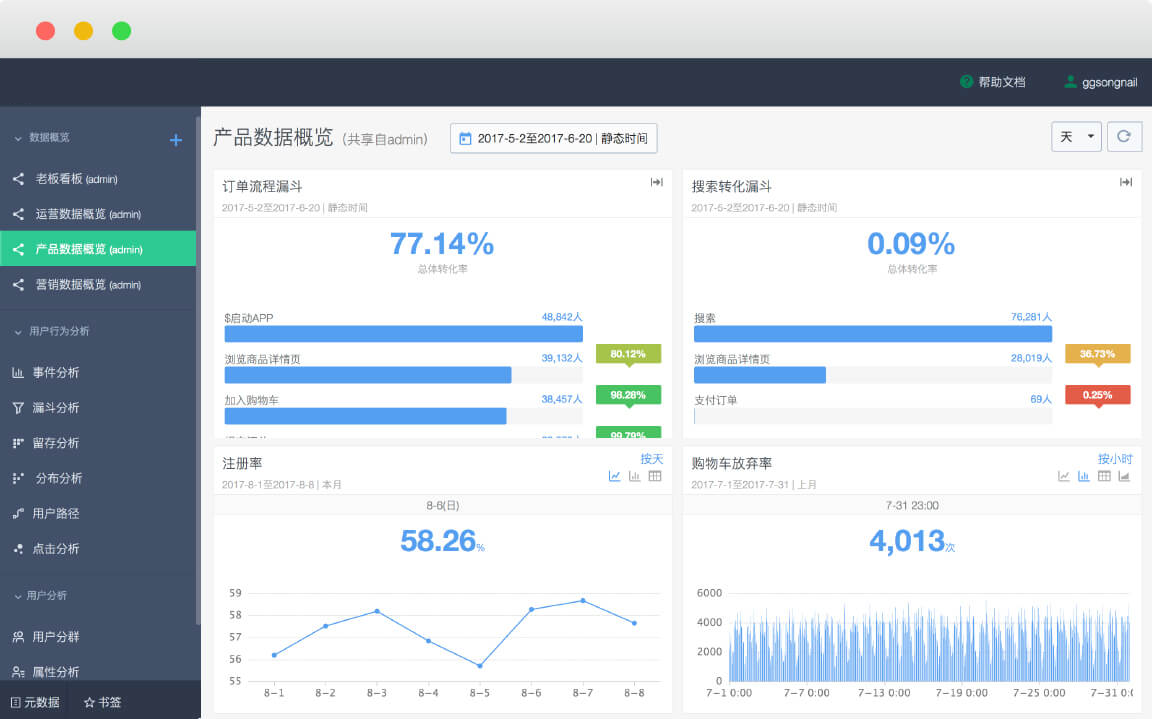 帮助文档
ggsongnail
数据概览
老板看板 (admin)
运营数据概览 (admin)
产品数据概览 (admin)
营销数据概览 (admin)
用户行为分析
事件分析
漏斗分析
留存分析
分布分析
用户路径
点击分析
用户分析
用户分群
属性分析
元数据
书签
产品数据概览 (共享自admin)
2017-5-2至2017-6-20 | 静态时间
天
订单流程漏斗
2017-5-2至2017-6-20 | 静态时间
77.14%
总体转化率
$启动APP
48,842人
80.12%
浏览商品详情页
39,132人
98.28%
加入购物车
38,457人
99.79%
搜索转化漏斗
2017-5-2至2017-6-20 | 静态时间
0.09%
总体转化率
搜索
76,281人
36.73%
浏览商品详情页
28,019人
0.25%
支付订单
69人
注册率
按天
2017-8-1至2017-8-8 | 本月
8-6(日)
58.26%
59
58
57
56
55
8-1 8-2 8-3 8-4 8-5 8-6 8-7 8-8
购物车放弃率
按小时
2017-7-1至2017-7-31 | 上月
7-31 23:00
4,013次
6000
4000
2000
0
7-1 0:00 7-7 0:00 7-13 0:00 7-19 0:00 7-25 0:00 7-31 0:0